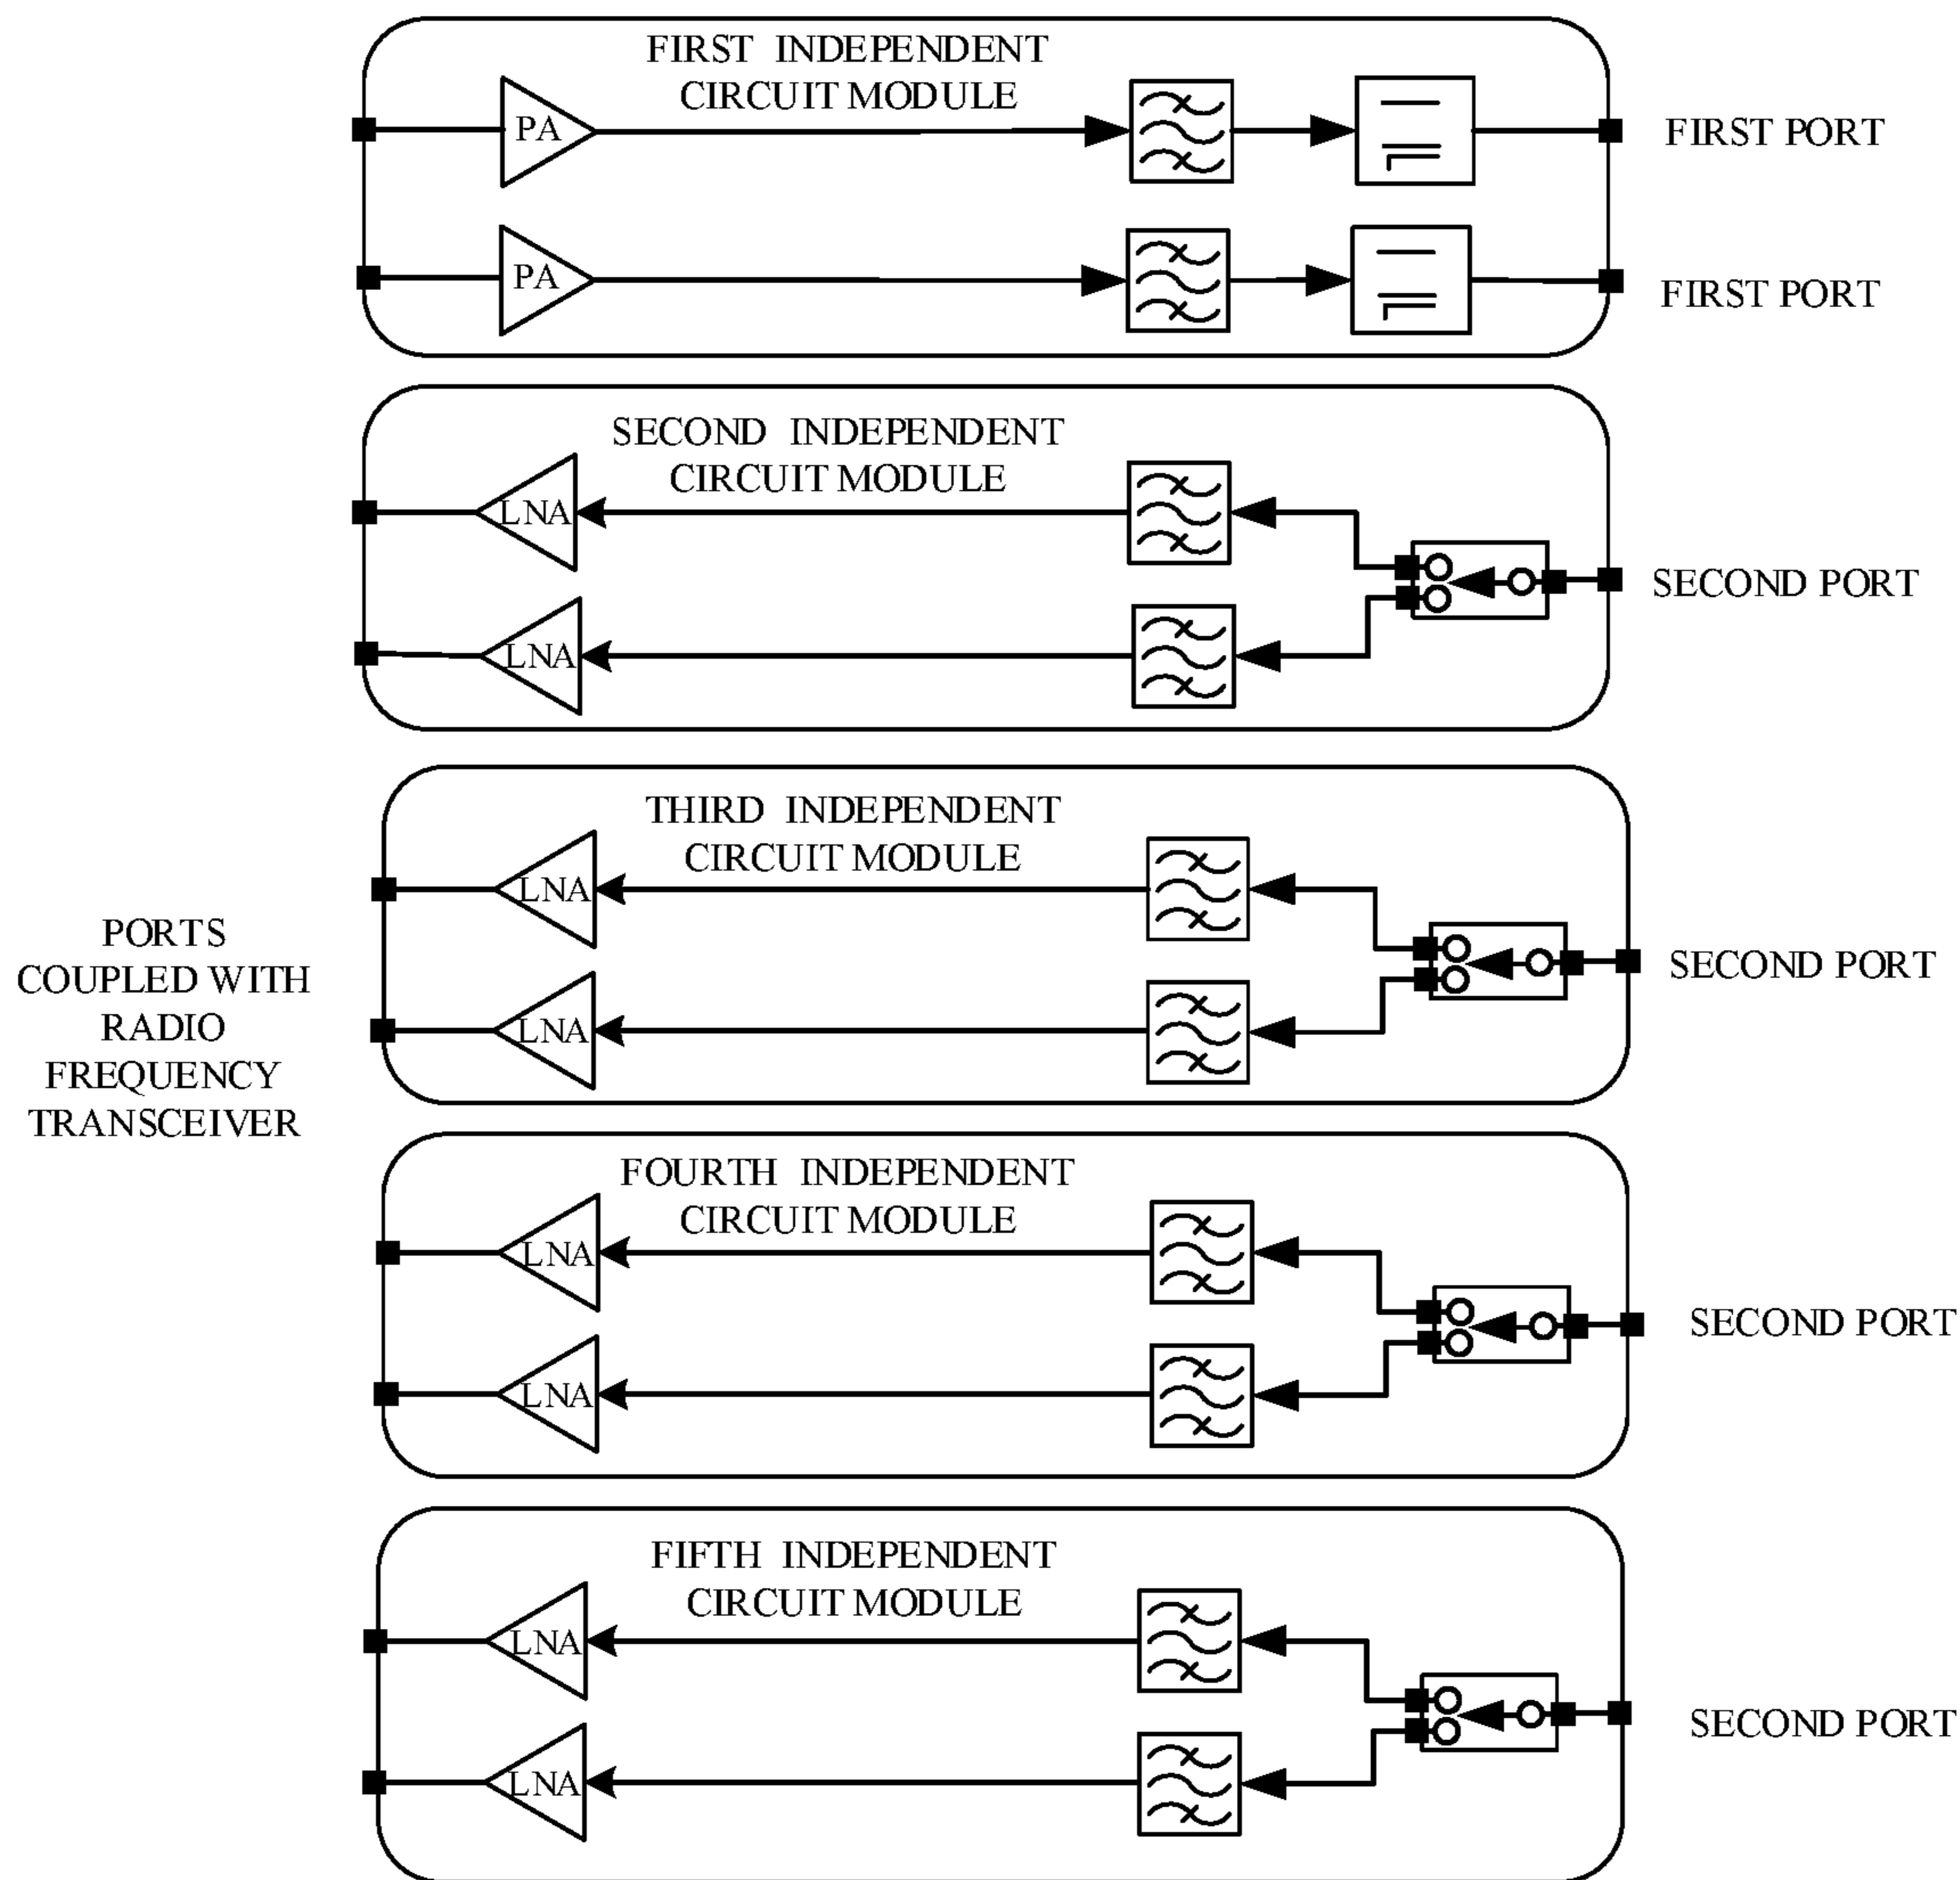 FIRST INDEPENDENT
CIRCUIT MODULE
PA
FIRST PORT
PA
FIRST PORT
SECOND INDEPENDENT
CIRCUIT MODULE
LNA
SECOND PORT
LNA
THIRD INDEPENDENT
CIRCUIT MODULE
LNA
SECOND PORT
LNA
PORTS
COUPLED WITH
RADIO
FREQUENCY
TRANSCEIVER
FOURTH INDEPENDENT
CIRCUIT MODULE
LNA
SECOND PORT
LNA
FIFTH INDEPENDENT
CIRCUIT MODULE
LNA
SECOND PORT
LNA